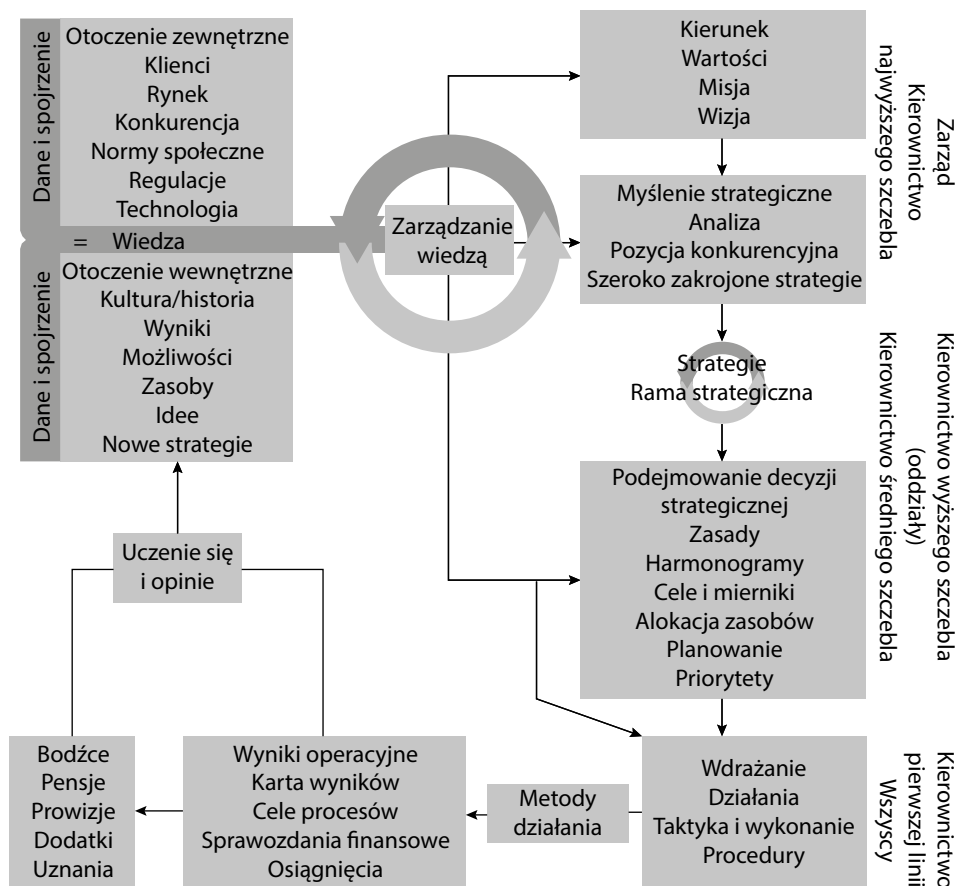 Dane i spojrzenie
Otoczenie zewnętrzne
Klienci
Rynek
Konkurencja
Normy społeczne
Regulacje
Technologia
= Wiedza
Dane i spojrzenie
Otoczenie wewnętrzne
Kultura/historia
Wyniki
Możliwości
Zasoby
Idee
Nowe strategie
Zarządzanie
wiedzą
Kierunek
Wartości
Misja
Wizja
Zarząd
Kierownictwo
najwyższego szczebla
Myślenie strategiczne
Analiza
Pozycja konkurencyjna
Szeroko zakrojone strategie
Strategie
Rama strategiczna
Kierownictwo wyższego szczebla
(oddziały)
Kierownictwo średniego szczebla
Podejmowanie decyzji
strategicznej
Zasady
Harmonogramy
Cele i mierniki
Alokacja zasobów
Planowanie
Priorytety
Uczenie się
i opinie
Bodźce
Pensje
Prowizje
Dodatki
Uznania
Wyniki operacyjne
Karta wyników
Cele procesów
Sprawozdania finansowe
Osiągnięcia
Metody
działania
Wdrażanie
Działania
Taktyka i wykonanie
Procedury
Kierownictwo
pierwszej linii
Wszyscy